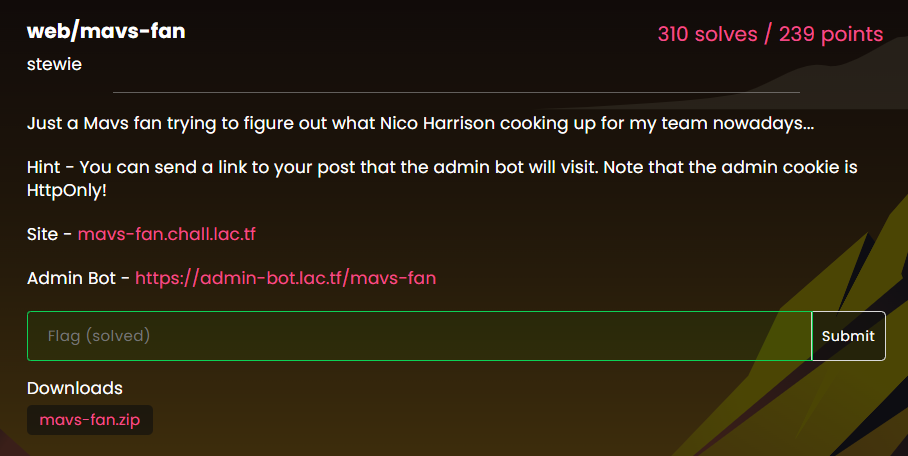 web/mavs-fan
310 solves / 239 points
stewie
Just a Mavs fan trying to figure out what Nico Harrison cooking up for my team nowadays...
Hint - You can send a link to your post that the admin bot will visit. Note that the admin cookie is
HttpOnly!
Site - mavs-fan.chall.lac.tf
Admin Bot - https://admin-bot.lac.tf/mavs-fan
Flag (solved)
Submit
Downloads
mavs-fan.zip